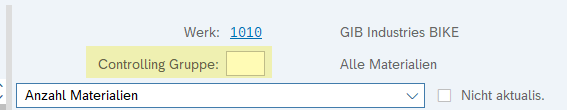 Werk: 1010 GIB Industries BIKE
Controlling Gruppe: Alle Materialien
Anzahl Materialien Nicht aktualis.